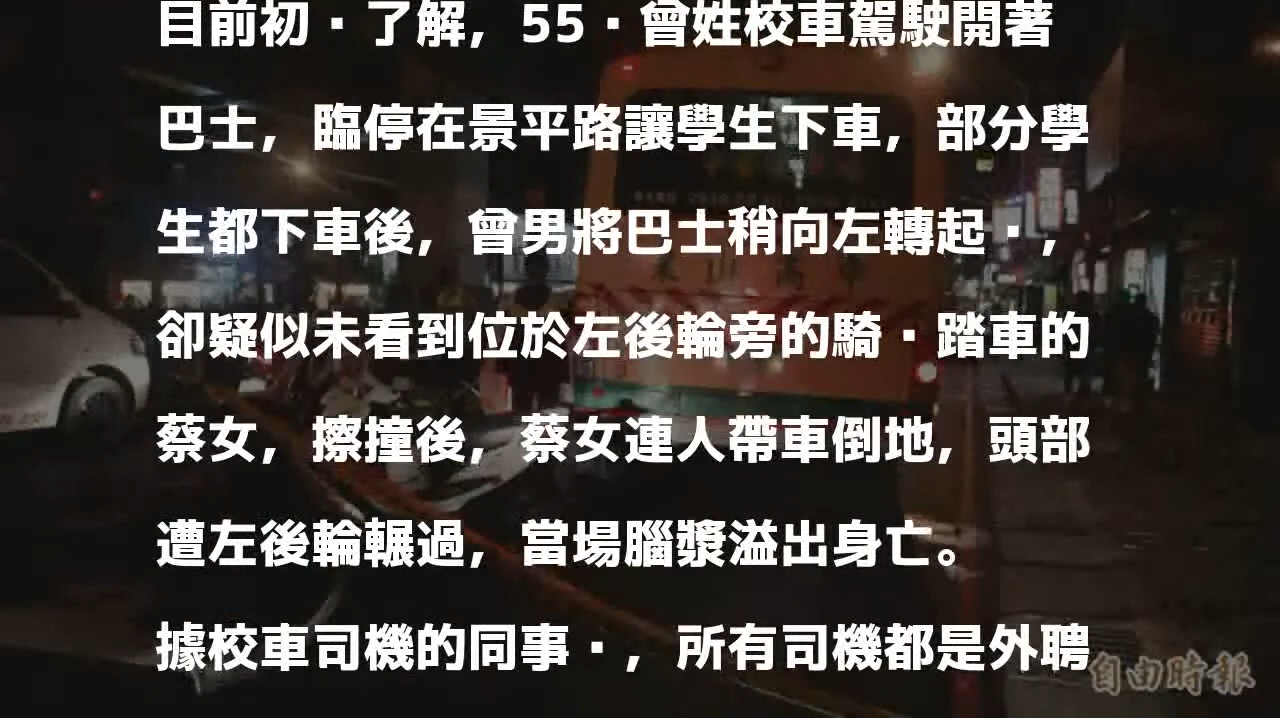 目前初·了解，55·曾姓校車駕駛開著
巴士，臨停在景平路讓學生下車，部分學
生都下車後，曾男將巴士稍向左轉起·，
卻疑似未看到位於左後輪旁的騎·踏車的
蔡女，擦撞後，蔡女連人帶車倒地，頭部
遭左後輪輾過，當場腦漿溢出身亡。
據校車司機的同事·，所有司機都是外聘
自由時報